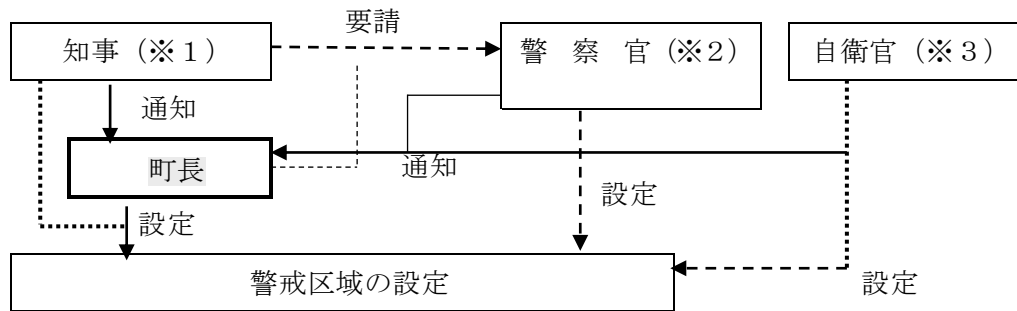 要請
知事（※１）
警　察　官（※２）
自衛官（※３）
通知
町長
通知
設定
設定
警戒区域の設定
設定